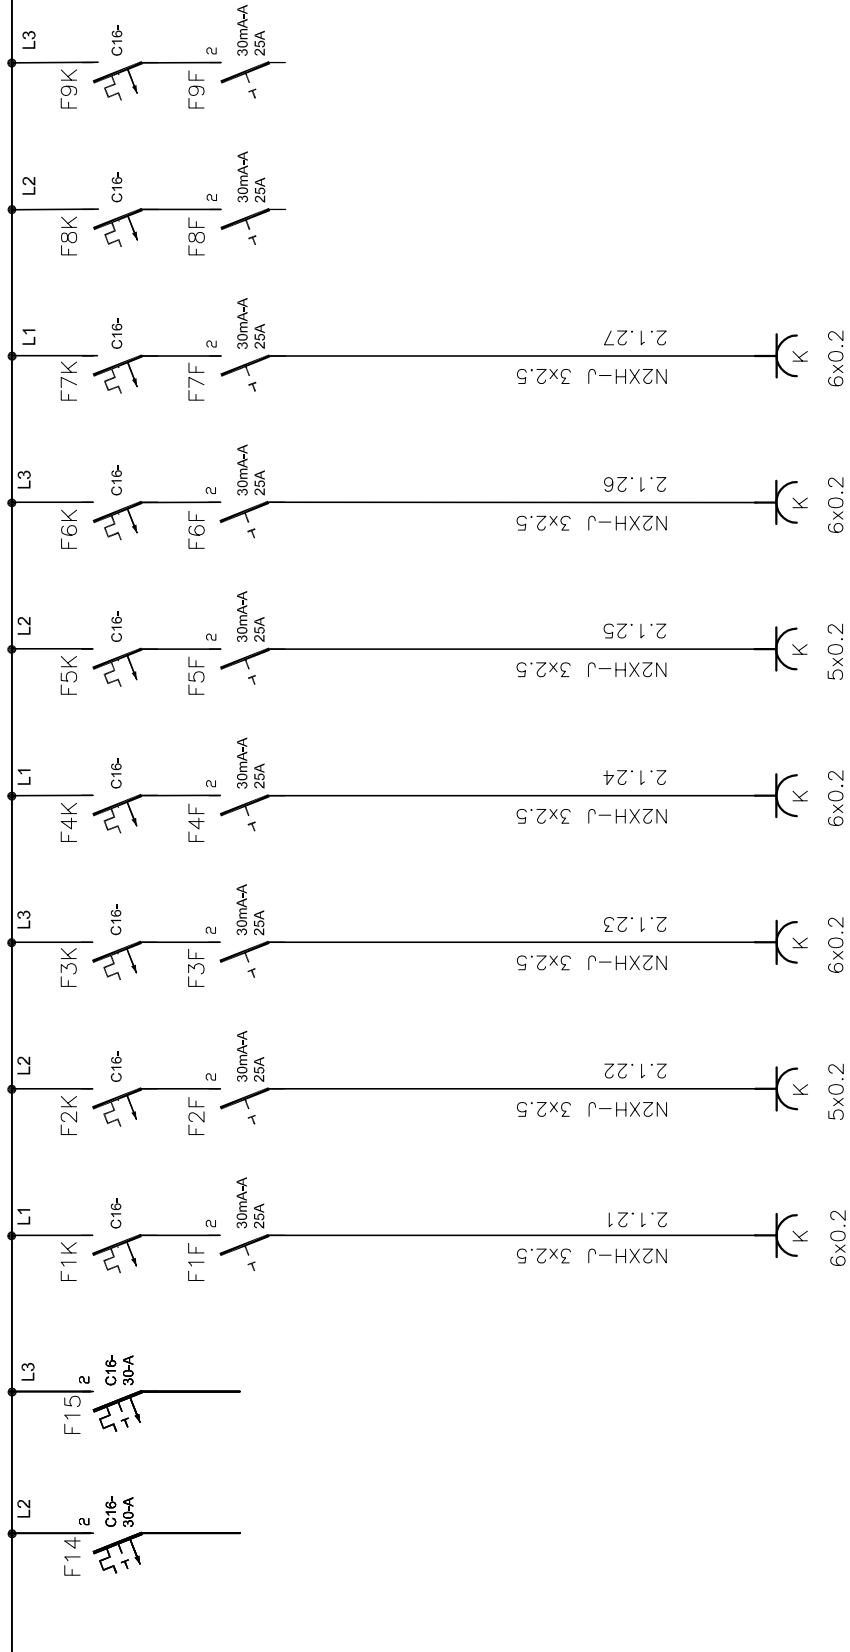 L3
C16-
F9K
2
30mA-A
25A
F9F
L2
C16-
F8K
2
30mA-A
25A
F8F
L1
C16-
F7K
2
30mA-A
25A
F7F
2.1.27
N2XH-J 3x2.5
K
6x0.2
L3
C16-
F6K
2
30mA-A
25A
F6F
2.1.26
N2XH-J 3x2.5
K
6x0.2
L2
C16-
F5K
2
30mA-A
25A
F5F
2.1.25
N2XH-J 3x2.5
K
5x0.2
L1
C16-
F4K
2
30mA-A
25A
F4F
2.1.24
N2XH-J 3x2.5
K
6x0.2
L3
C16-
F3K
2
30mA-A
25A
F3F
2.1.23
N2XH-J 3x2.5
K
6x0.2
L2
C16-
F2K
2
30mA-A
25A
F2F
2.1.22
N2XH-J 3x2.5
K
5x0.2
L1
C16-
F1K
2
30mA-A
25A
F1F
2.1.21
N2XH-J 3x2.5
K
6x0.2
L3
2
C16-
30-A
F15
L2
2
C16-
30-A
F14